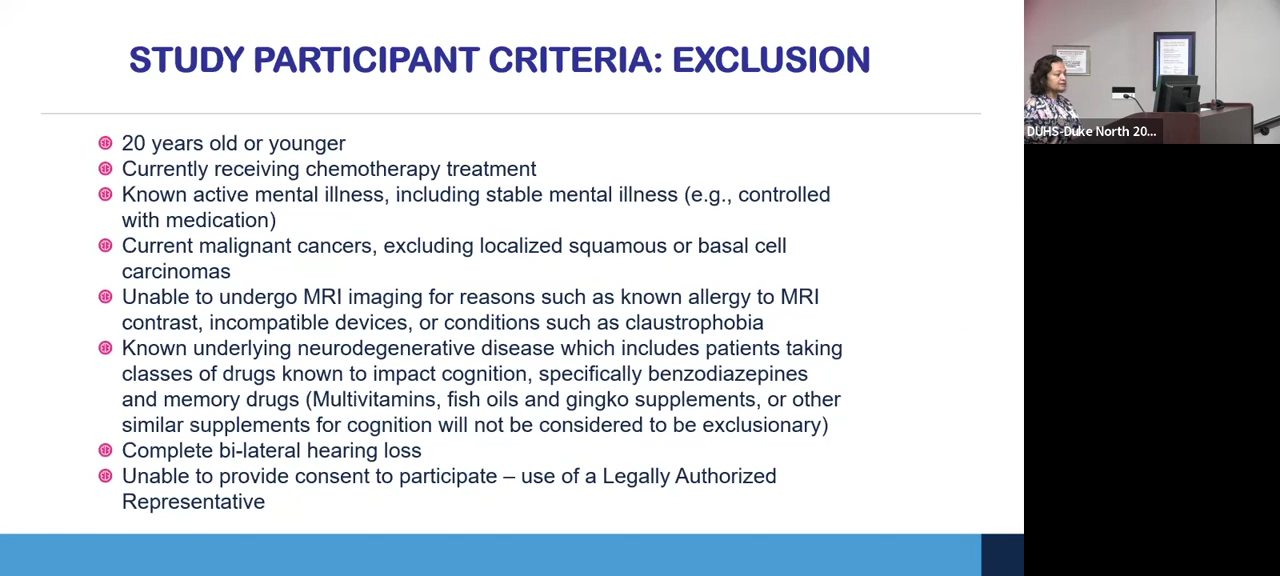 STUDY PARTICIPANT CRITERIA: EXCLUSION
20 years old or younger
Currently receiving chemotherapy treatment
Known active mental illness, including stable mental illness (e.g., controlled
with medication)
Current malignant cancers, excluding localized squamous or basal cell
carcinomas
Unable to undergo MRI imaging for reasons such as known allergy to MRI
contrast, incompatible devices, or conditions such as claustrophobia
Known underlying neurodegenerative disease which includes patients taking
classes of drugs known to impact cognition, specifically benzodiazepines
and memory drugs (Multivitamins, fish oils and gingko supplements, or other
similar supplements for cognition will not be considered to be exclusionary)
Complete bi-lateral hearing loss
Unable to provide consent to participate – use of a Legally Authorized
Representative
DUHS-Duke North 20...